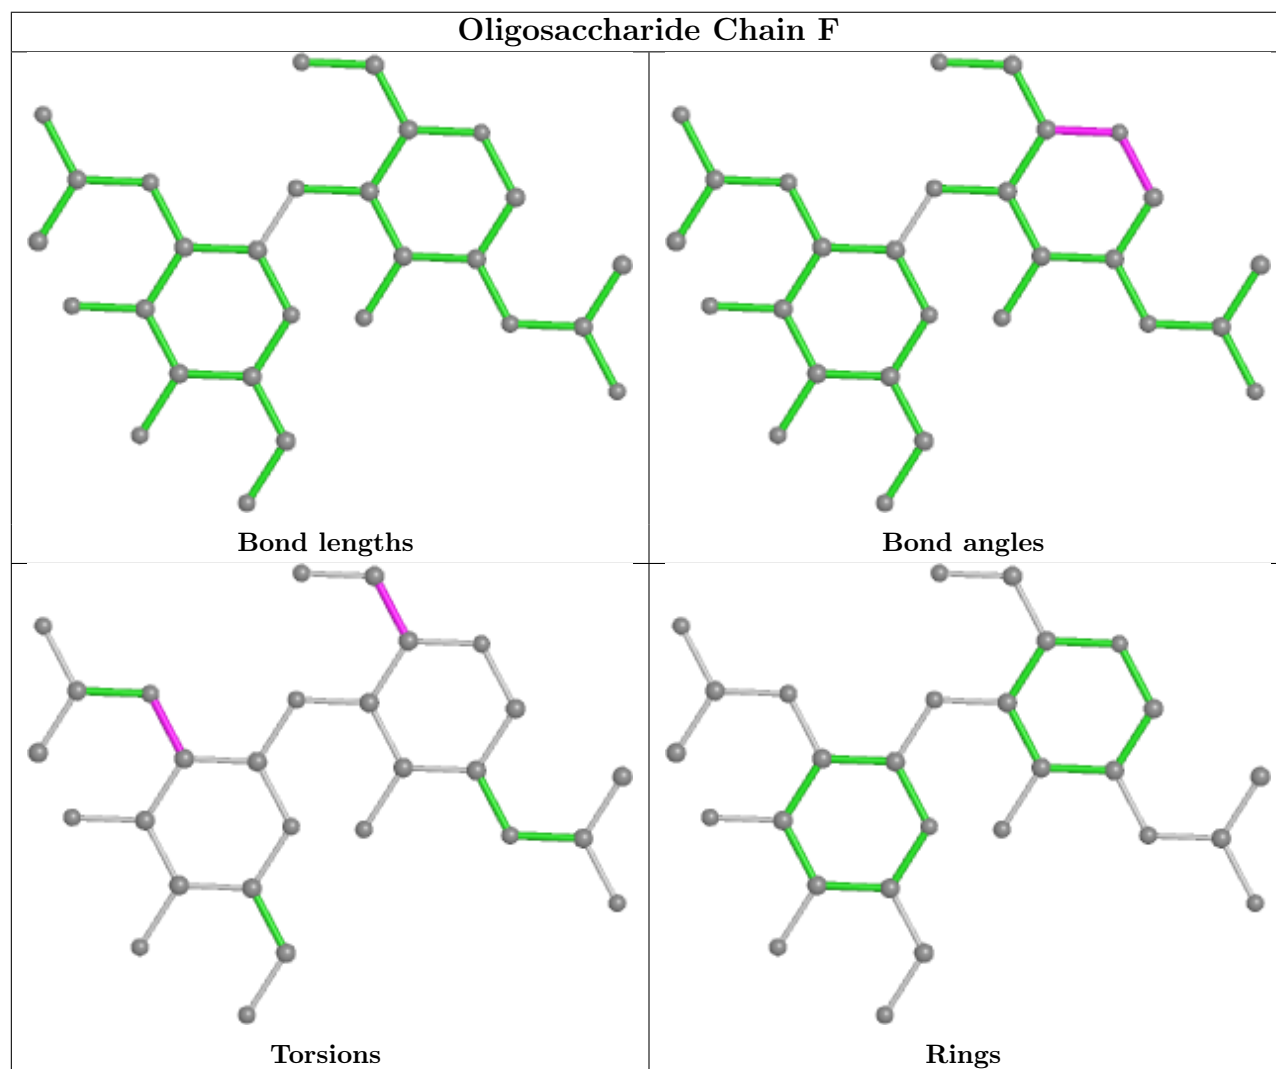 Oligosaccharide Chain F
Bond lengths
Bond angles
Torsions
Rings